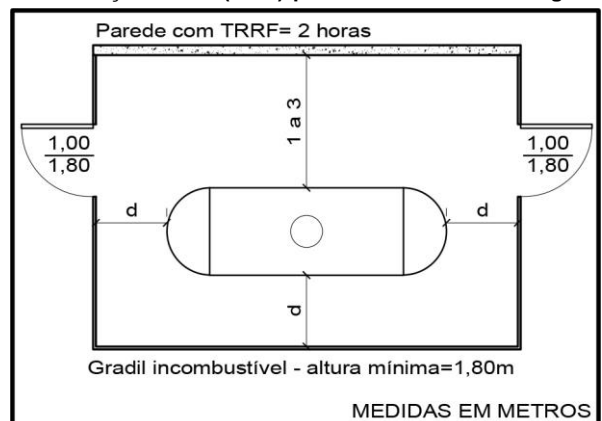 Parede com TRRF= 2 horas
1 a 3
1,00
1,80
1,00
1,80
d
d
d
Gradil incombustível - altura mínima=1,80m
MEDIDAS EM METROS